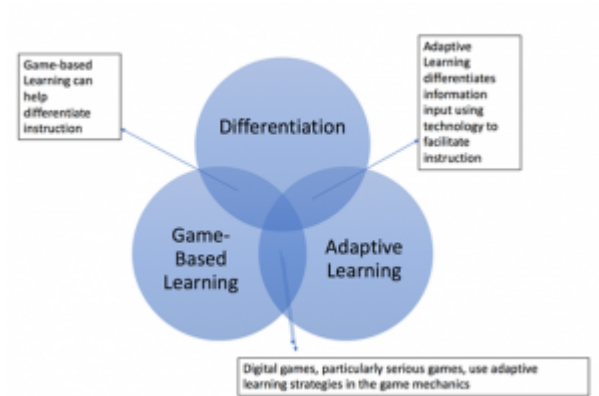 Game-based
Learning can
help
differentiate
instruction
Adaptive
Learning
differentiates
information
input using
technology to
facilitate
instruction
Differentiation
Game-
Based
Learning
Adaptive
Learning
Digital games, particularly serious games, use adaptive
learning strategies in the game mechanics